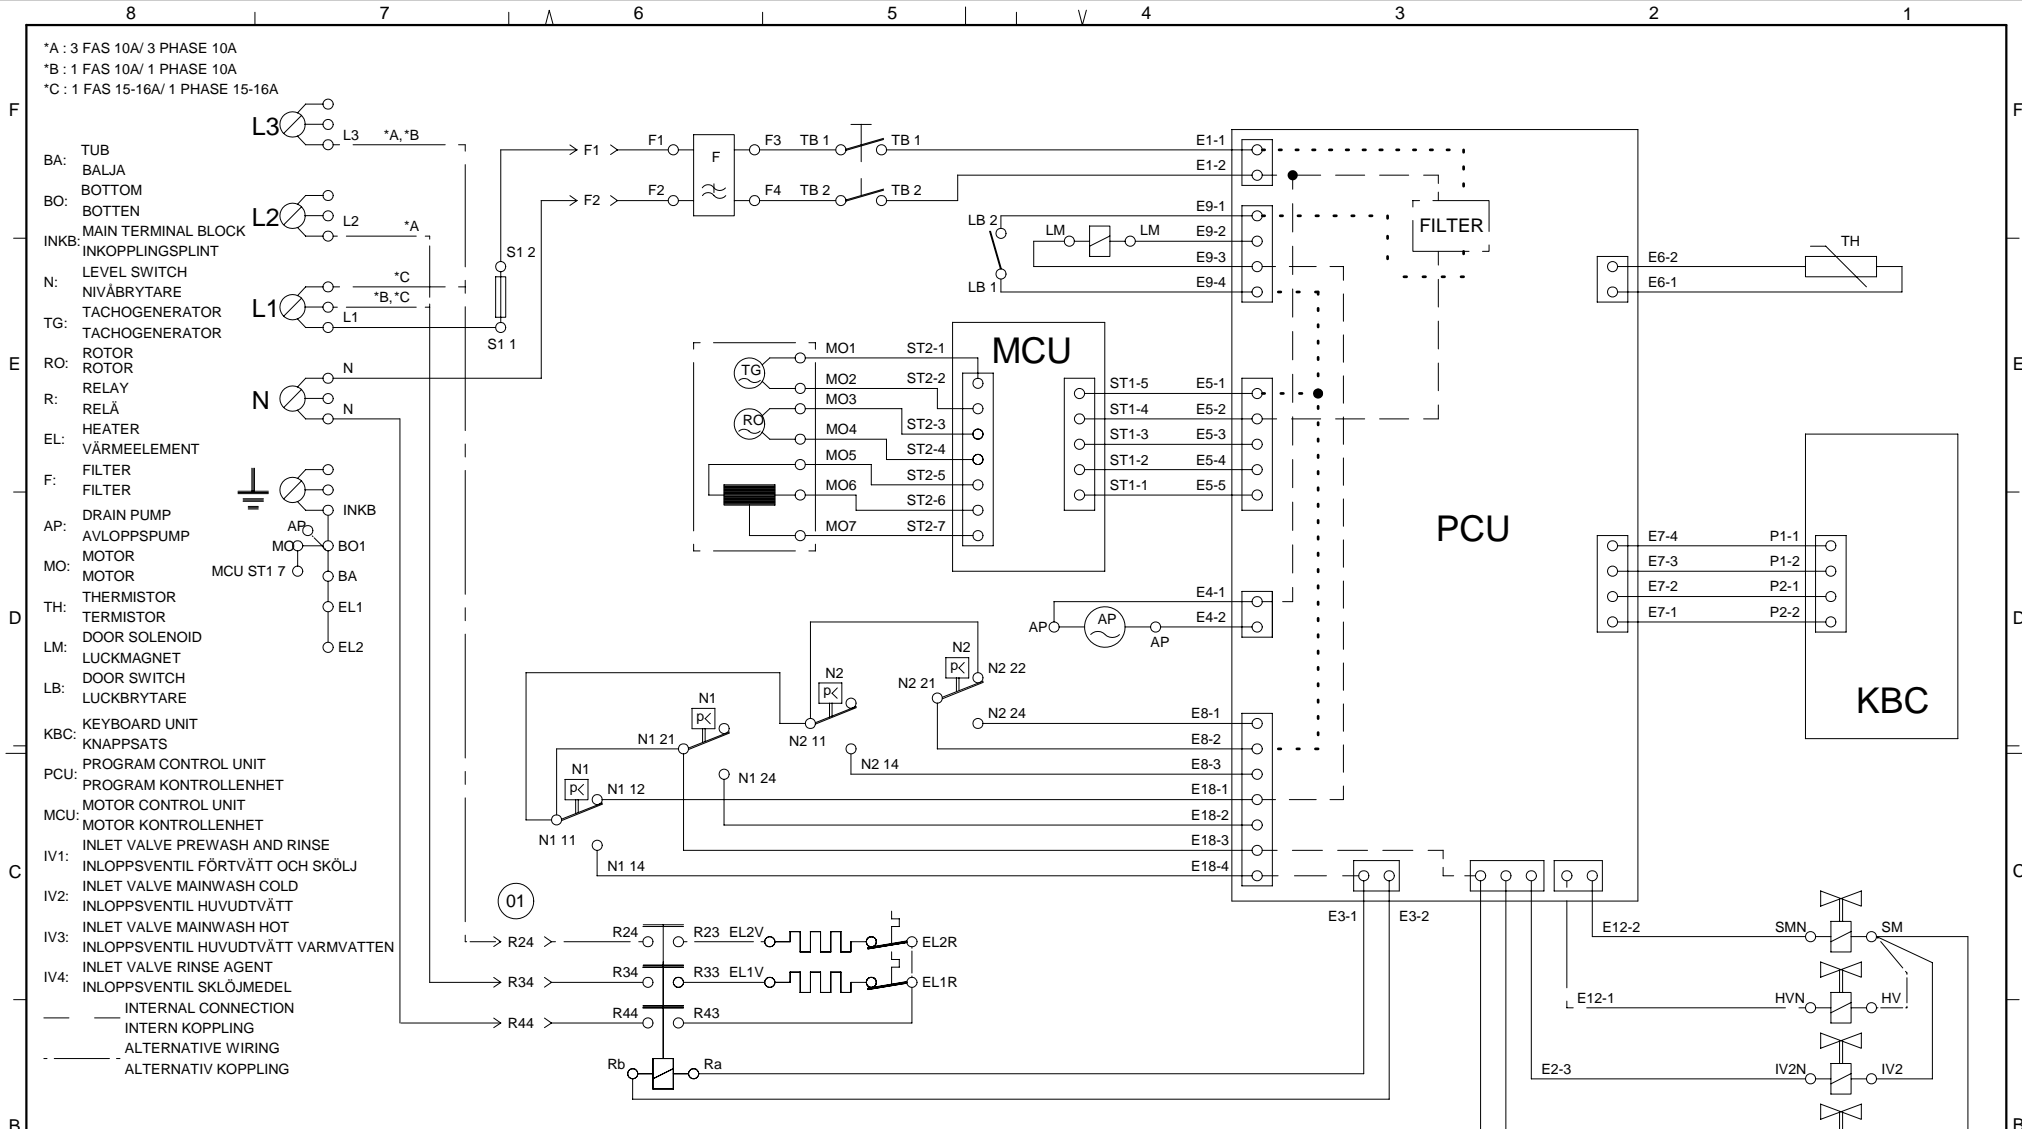 8 7 6 5 4 3 2 1
*A : 3 FAS 10A/ 3 PHASE 10A
*B : 1 FAS 10A/ 1 PHASE 10A
*C : 1 FAS 15-16A/ 1 PHASE 15-16A
F
F
E
E
D
D
C
C
B
B
BA: TUB
BALJA
BO: BOTTOM
BOTTEN
INKB: MAIN TERMINAL BLOCK
INKOPPLINGSPLINT
N: LEVEL SWITCH
NIVÅBRYTARE
TG: TACHOGENERATOR
TACHOGENERATOR
RO: ROTOR
ROTOR
R: RELAY
RELÄ
EL: HEATER
VÄRMEELEMENT
F: FILTER
FILTER
AP: DRAIN PUMP
AVLOPPSPUMP
MO: MOTOR
MOTOR
TH: THERMISTOR
TERMISTOR
LM: DOOR SOLENOID
LUCKMAGNET
LB: DOOR SWITCH
LUCKBRYTARE
KBC: KEYBOARD UNIT
KNAPPSATS
PCU: PROGRAM CONTROL UNIT
PROGRAM KONTROLLENHET
MCU: MOTOR CONTROL UNIT
MOTOR KONTROLLENHET
IV1: INLET VALVE PREWASH AND RINSE
INLOPPSVENTIL FÖRTVÄTT OCH SKÖLJ
IV2: INLET VALVE MAINWASH COLD
INLOPPSVENTIL HUVUDTVÄTT
IV3: INLET VALVE MAINWASH HOT
INLOPPSVENTIL HUVUDTVÄTT VARMVATTEN
IV4: INLET VALVE RINSE AGENT
INLOPPSVENTIL SKLÖJMEDEL
INTERNAL CONNECTION
INTERN KOPPLING
ALTERNATIVE WIRING
ALTERNATIV KOPPLING
L3
L3 *A,*B
L2
L2 *A
L1
*C
*B,*C
L1
N
N
N
INKB
AP
MO BO1
MCU ST1 7
BA
EL1
EL2
S1 2
S1 1
F1 F1 F F3 TB 1 TB 1 E1-1
E1-2
F2 F2 F4 TB 2 TB 2
LB 2
LB 1
LM LM
E9-1
E9-2
E9-3
E9-4
FILTER
TH
E6-2
E6-1
TG
RO
MO1 ST2-1
MO2 ST2-2
MO3 ST2-3
MO4 ST2-4
MO5 ST2-5
MO6 ST2-6
MO7 ST2-7
MCU
ST1-5 E5-1
ST1-4 E5-2
ST1-3 E5-3
ST1-2 E5-4
ST1-1 E5-5
PCU
E7-4 P1-1
E7-3 P1-2
E7-2 P2-1
E7-1 P2-2
KBC
E4-1
AP AP E4-2
AP
N2
p<
N2 22
N2 21
N2 24
N2
p<
N2 11
N2 14
N1
p<
N1 21
N1 24
N1
p<
N1 12
N1 11
N1 14
E8-1
E8-2
E8-3
E18-1
E18-2
E18-3
E18-4
E3-1 E3-2
01
R24 R24 R23 EL2V EL2R
R34 R34 R33 EL1V EL1R
R44 R44 R43
Rb Ra
E12-2 SMN SM
E12-1 HVN HV
E2-3 IV2N IV2